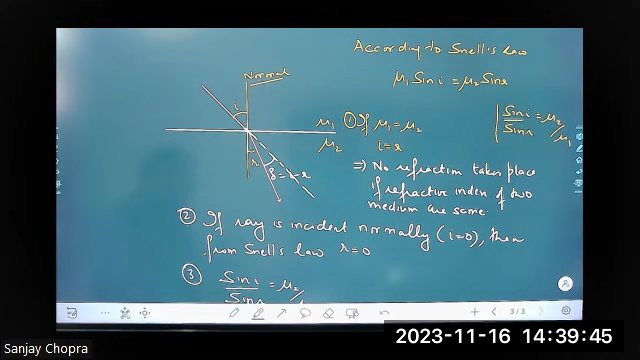 According to Snell's Law
μ₁ Sin i = μ₂ Sin r
Normal
i
μ₁
μ₂
r
δ = i - r
① If μ₁ = μ₂
i = r
Sin i / Sin r = μ₂ / μ₁
⇒ No refraction takes place
if refractive index of two
medium are same.
② If ray is incident normally (i=0), then
from Snell's law r=0
③ Sin i / Sin r = μ₂ /
3/3
2023-11-16 14:39:45
Sanjay Chopra